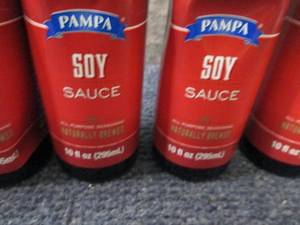 PAMPA
SOY
SAUCE
ALL PURPOSE SEASONING
NATURALLY BREWED
10 fl oz (295mL)
PAMPA
SOY
SAUCE
ALL PURPOSE SEASONING
NATURALLY BREWED
10 fl oz (295mL)